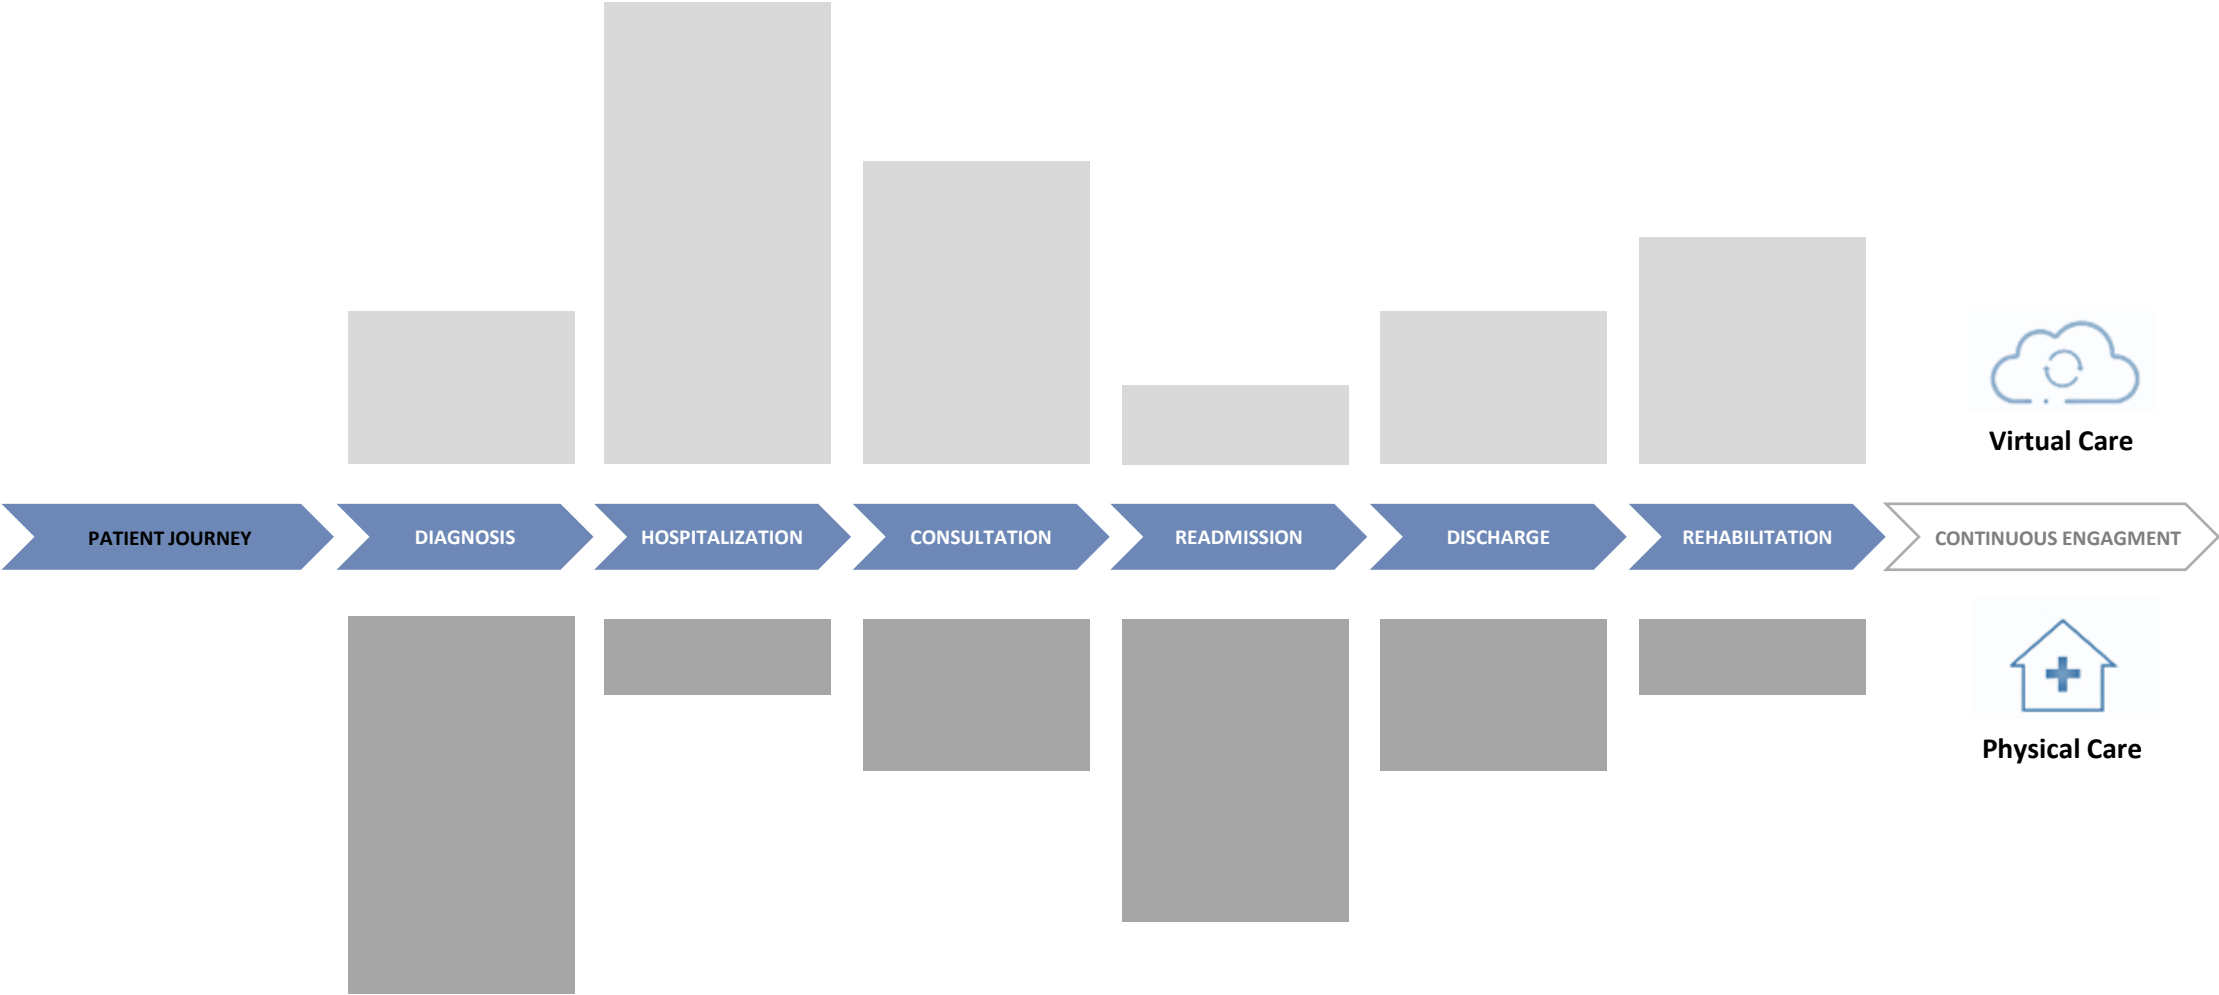 Virtual Care
PATIENT JOURNEY
DIAGNOSIS
HOSPITALIZATION
CONSULTATION
READMISSION
DISCHARGE
REHABILITATION
CONTINUOUS ENGAGMENT
Physical Care